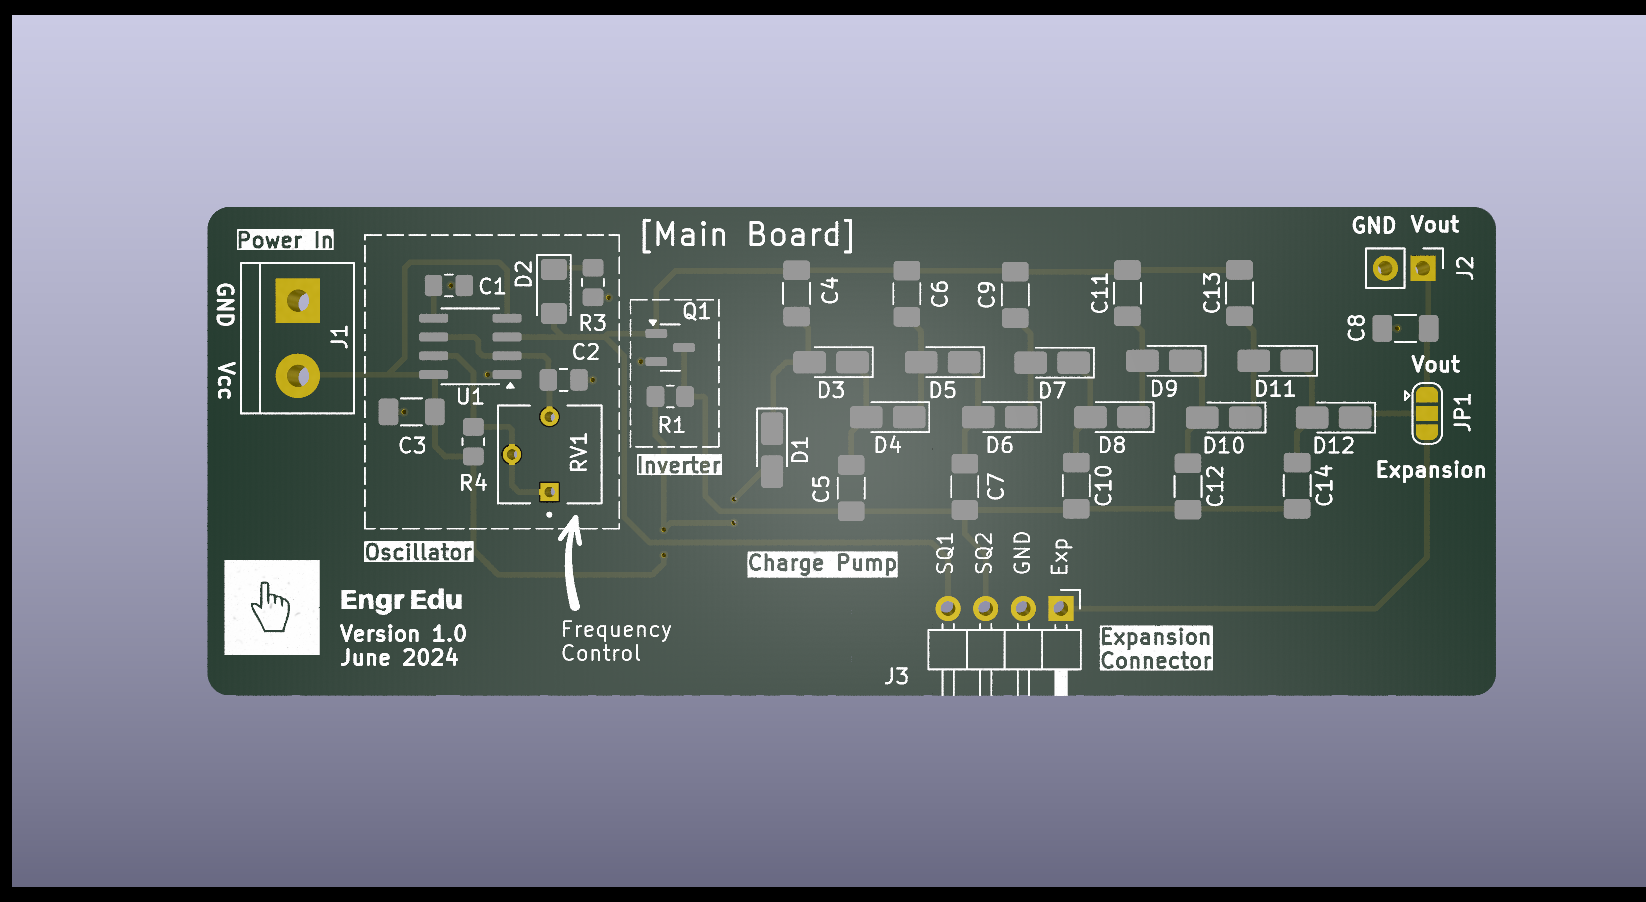 [Main Board]
Power In
GND
Vcc
J1
C1
D2
R3
C2
U1
C3
R4
RV1
Oscillator
Q1
R1
Inverter
C4
C6
C9
C11
C13
D3
D5
D7
D9
D11
D1
D4
D6
D8
D10
D12
C5
C7
C10
C12
C14
Charge Pump
GND Vout
J2
C8
Vout
JP1
Expansion
SQ1
SQ2
GND
Exp
J3
Expansion
Connector
Engr Edu
Version 1.0
June 2024
Frequency
Control